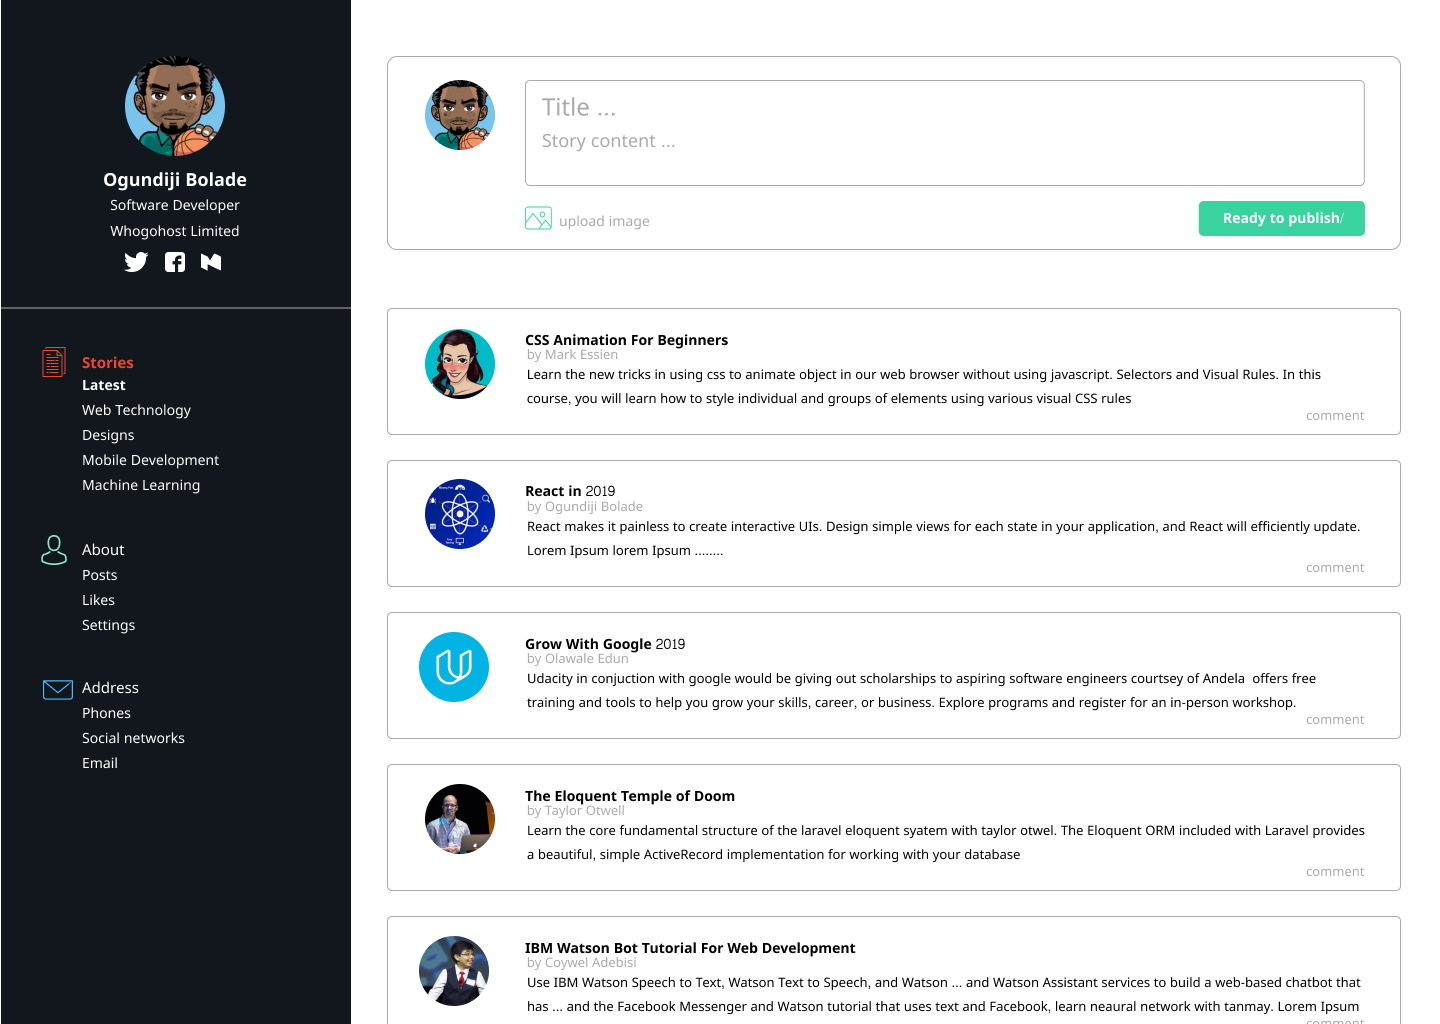 Ogundiji Bolade
Software Developer
Whogohost Limited
Stories
Latest
Web Technology
Designs
Mobile Development
Machine Learning
About
Posts
Likes
Settings
Address
Phones
Social networks
Email
Title ...
Story content ...
upload image
Ready to publish/
CSS Animation For Beginners
by Mark Essien
Learn the new tricks in using css to animate object in our web browser without using javascript. Selectors and Visual Rules. In this
course, you will learn how to style individual and groups of elements using various visual CSS rules
comment
React in 2019
by Ogundiji Bolade
React makes it painless to create interactive UIs. Design simple views for each state in your application, and React will efficiently update.
Lorem Ipsum lorem Ipsum ........
comment
Grow With Google 2019
by Olawale Edun
Udacity in conjuction with google would be giving out scholarships to aspiring software engineers courtsey of Andela  offers free
training and tools to help you grow your skills, career, or business. Explore programs and register for an in-person workshop.
comment
The Eloquent Temple of Doom
by Taylor Otwell
Learn the core fundamental structure of the laravel eloquent syatem with taylor otwel. The Eloquent ORM included with Laravel provides
a beautiful, simple ActiveRecord implementation for working with your database
comment
IBM Watson Bot Tutorial For Web Development
by Coywel Adebisi
Use IBM Watson Speech to Text, Watson Text to Speech, and Watson ... and Watson Assistant services to build a web-based chatbot that
has ... and the Facebook Messenger and Watson tutorial that uses text and Facebook, learn neaural network with tanmay. Lorem Ipsum
comment